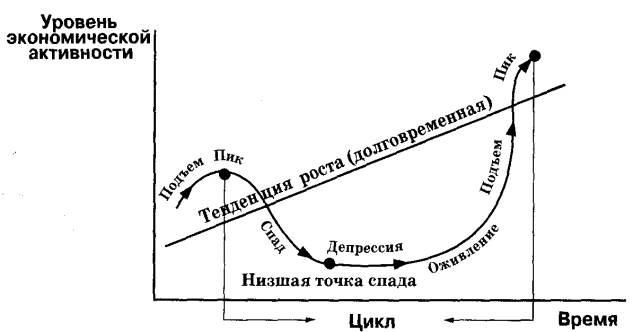 Уровень
экономической
активности
Подъем
Пик
Тенденция роста (долговременная)
Пик
Спад
Депрессия
Низшая точка спада
Оживление
Подъем
Цикл
Время